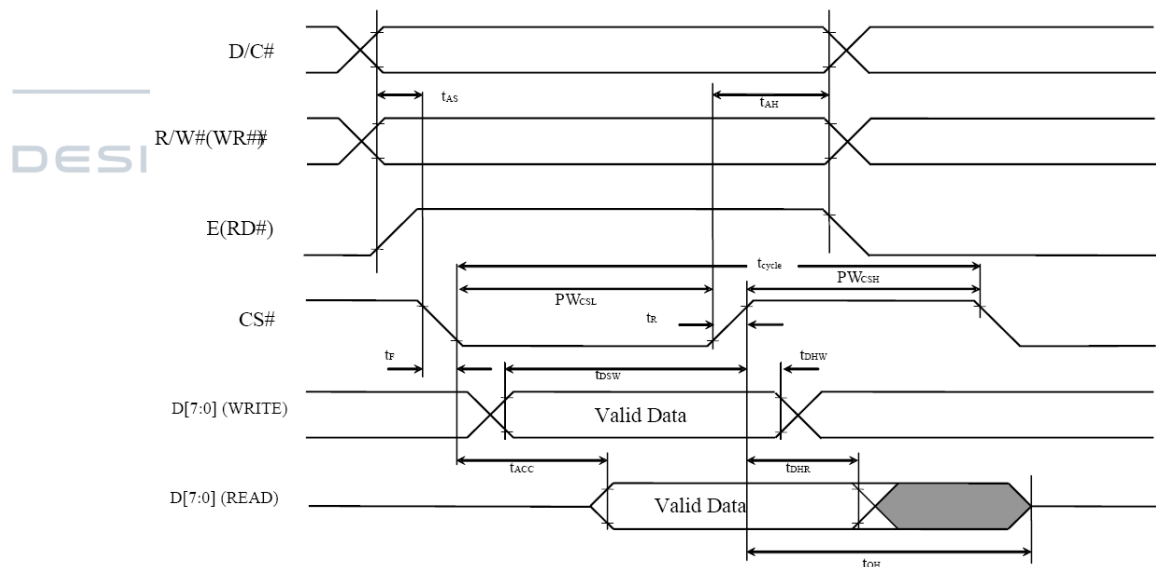 D/C#
tAS
tAH
R/W#(WR##)
DESI
E(RD#)
tcycle
PWCSL
PWCSH
CS#
tR
tF
tDSW
tDHW
D[7:0] (WRITE)
Valid Data
tACC
tDHR
D[7:0] (READ)
Valid Data
tOH